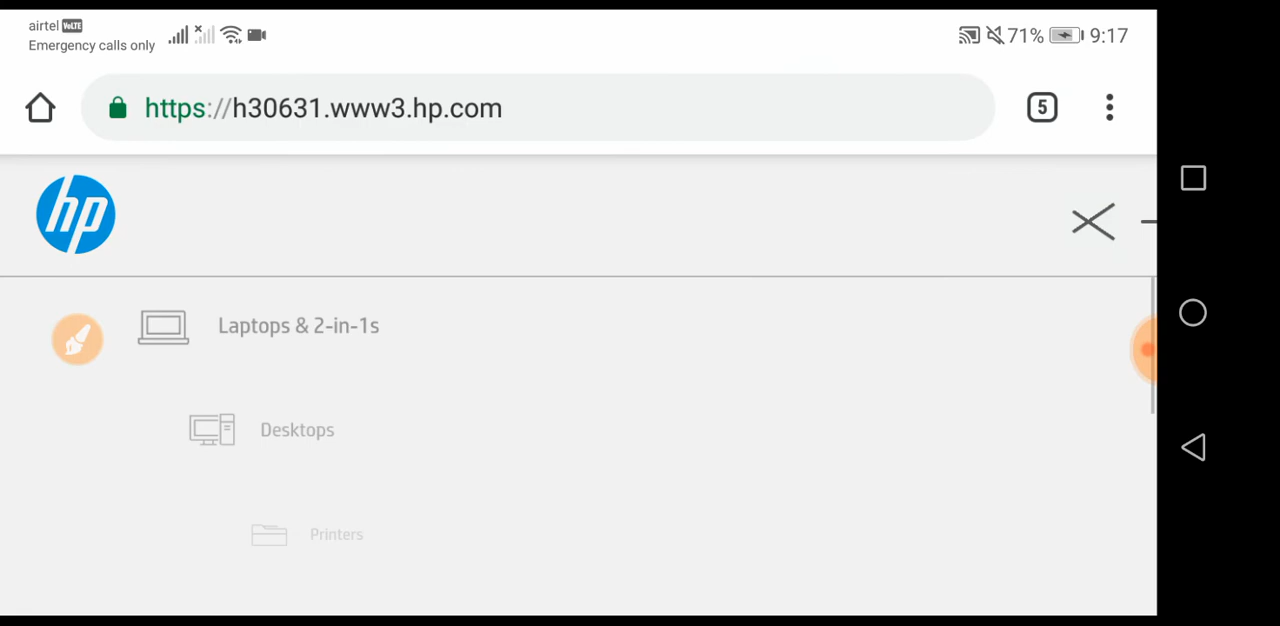 airtel VoLTE
Emergency calls only
71% 9:17
https://h30631.www3.hp.com
5
hp
Laptops & 2-in-1s
Desktops
Printers